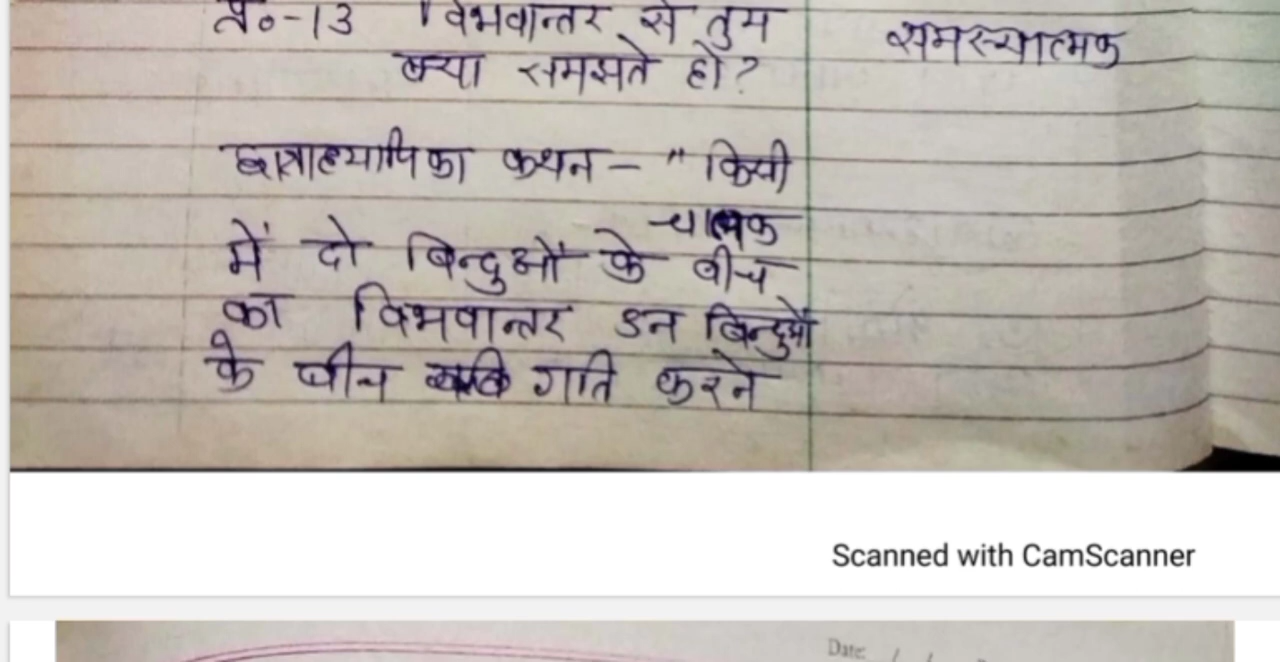 प्र०-13 विभवान्तर से तुम
क्या समझते हो?
समस्यात्मक
छात्राध्यापिका कथन - " किसी
चालक
में दो बिन्दुओं के बीच
का विभवान्तर उन बिन्दुओं
के बीच गति करने
Scanned with CamScanner
Date: / /